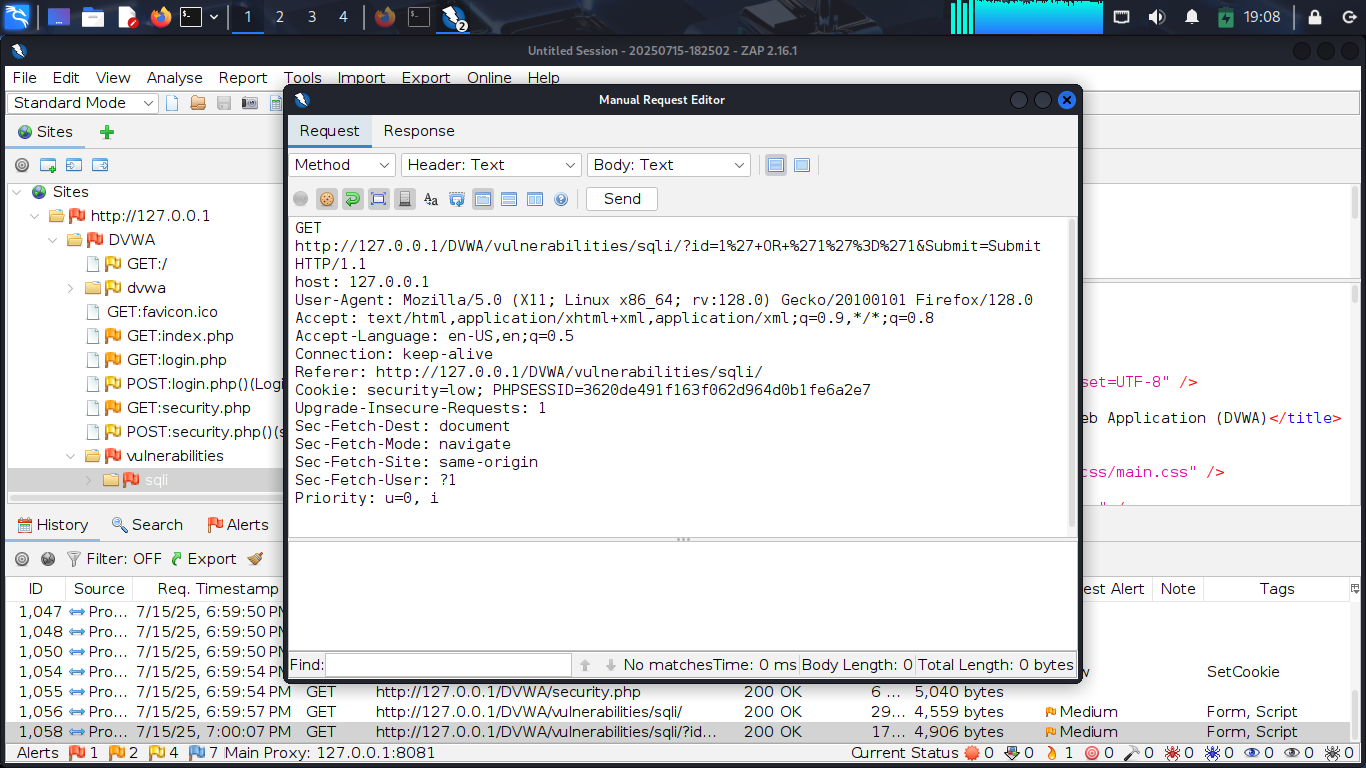 1 2 3 4 2 19:08
Untitled Session - 20250715-182502 - ZAP 2.16.1
File Edit View Analyse Report Tools Import Export Online Help
Standard Mode
Sites
Sites
http://127.0.0.1
DVWA
GET:/
dvwa
GET:favicon.ico
GET:index.php
GET:login.php
POST:login.php()(Logi
GET:security.php
POST:security.php()(s
vulnerabilities
sqli
Manual Request Editor
Request Response
Method Header: Text Body: Text
Send
GET
http://127.0.0.1/DVWA/vulnerabilities/sqli/?id=1%27+OR+%271%27%3D%271&Submit=Submit
HTTP/1.1
host: 127.0.0.1
User-Agent: Mozilla/5.0 (X11; Linux x86_64; rv:128.0) Gecko/20100101 Firefox/128.0
Accept: text/html,application/xhtml+xml,application/xml;q=0.9,*/*;q=0.8
Accept-Language: en-US,en;q=0.5
Connection: keep-alive
Referer: http://127.0.0.1/DVWA/vulnerabilities/sqli/
Cookie: security=low; PHPSESSID=3620de491f163f062d964d0b1fe6a2e7
Upgrade-Insecure-Requests: 1
Sec-Fetch-Dest: document
Sec-Fetch-Mode: navigate
Sec-Fetch-Site: same-origin
Sec-Fetch-User: ?1
Priority: u=0, i
Find: No matches Time: 0 ms Body Length: 0 Total Length: 0 bytes
set=UTF-8" />
eb Application (DVWA)</title>
css/main.css" />
History Search Alerts
Filter: OFF Export
ID Source Req. Timestamp est Alert Note Tags
1,047 Pro... 7/15/25, 6:59:50 PM
1,048 Pro... 7/15/25, 6:59:50 PM
1,050 Pro... 7/15/25, 6:59:50 PM
1,054 Pro... 7/15/25, 6:59:54 PM w SetCookie
1,055 Pro... 7/15/25, 6:59:54 PM GET http://127.0.0.1/DVWA/security.php 200 OK 6 ... 5,040 bytes
1,056 Pro... 7/15/25, 6:59:57 PM GET http://127.0.0.1/DVWA/vulnerabilities/sqli/ 200 OK 29... 4,559 bytes Medium Form, Script
1,058 Pro... 7/15/25, 7:00:07 PM GET http://127.0.0.1/DVWA/vulnerabilities/sqli/?id... 200 OK 17... 4,906 bytes Medium Form, Script
Alerts 1 2 4 7 Main Proxy: 127.0.0.1:8081 Current Status 0 0 1 0 0 0 0 0 0 0